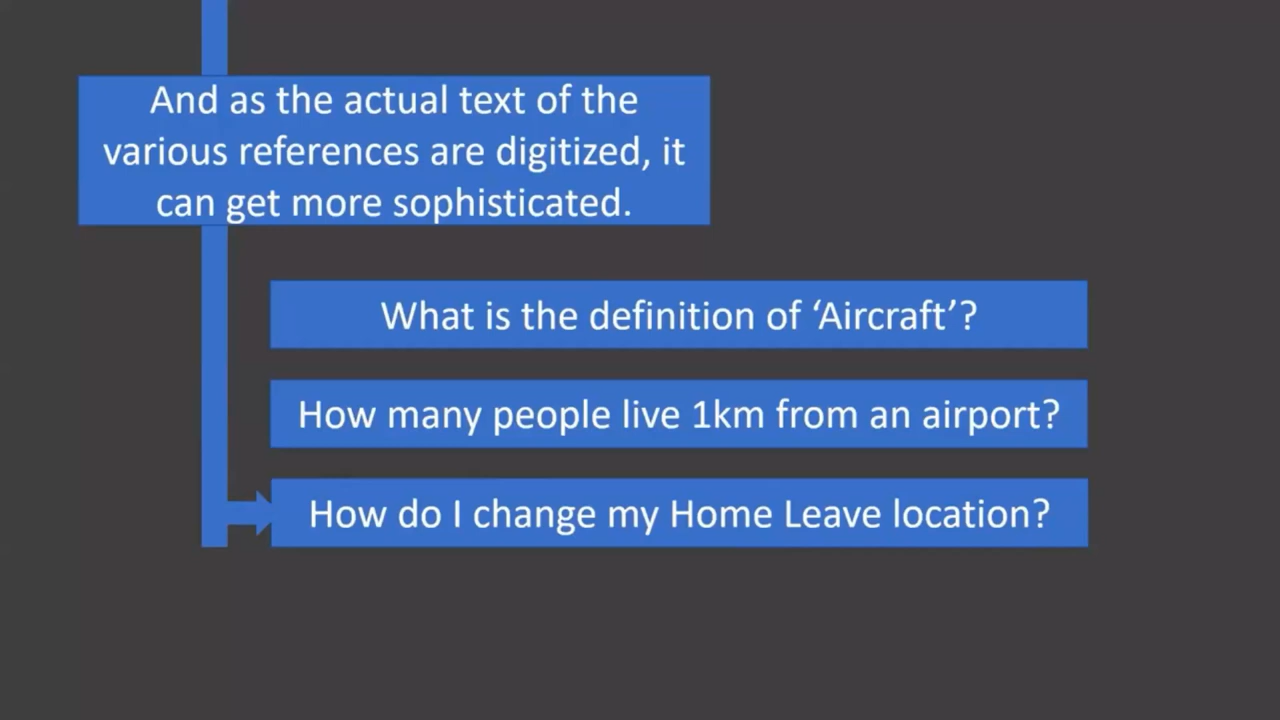 And as the actual text of the
various references are digitized, it
can get more sophisticated.
What is the definition of ‘Aircraft’?
How many people live 1km from an airport?
How do I change my Home Leave location?